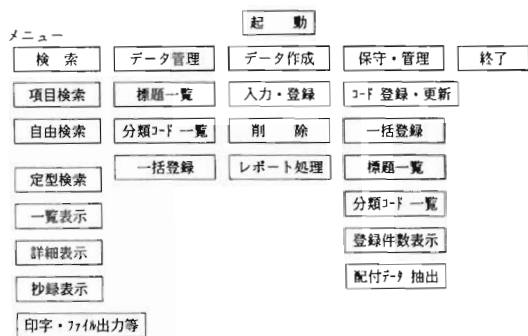 起 動
メニュー
検 索 データ管理 データ作成 保守・管理 終了
項目検索 標題一覧 入力・登録 コード 登録・更新
自由検索 分類コード 一覧 削 除 一括登録
定型検索 一括登録 レポート処理 標題一覧
一覧表示 分類コード 一覧
詳細表示 登録件数表示
抄録表示 配付データ 抽出
印字・ファイル出力等